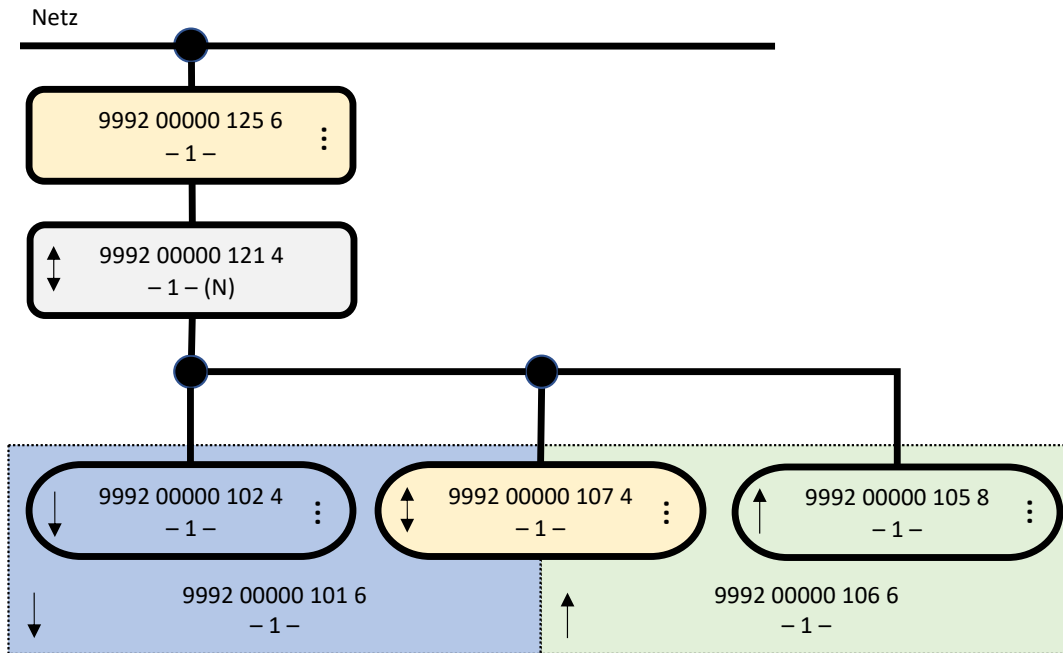 Netz
9992 00000 125 6
– 1 –
9992 00000 121 4
– 1 – (N)
9992 00000 102 4
– 1 –
9992 00000 107 4
– 1 –
9992 00000 105 8
– 1 –
9992 00000 101 6
– 1 –
9992 00000 106 6
– 1 –